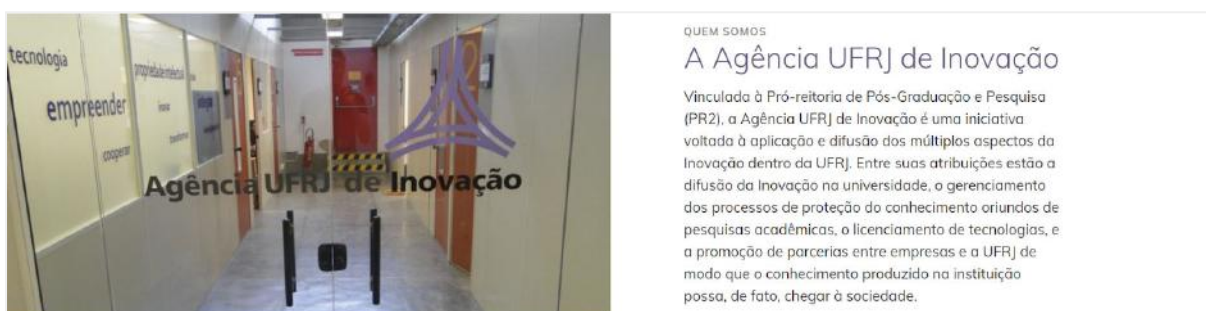 tecnologia
propriedade intelectual
empreender
inovar
transformar
cooperar
Agência UFRJ de Inovação
QUEM SOMOS
A Agência UFRJ de Inovação
Vinculada à Pró-reitoria de Pós-Graduação e Pesquisa
(PR2), a Agência UFRJ de Inovação é uma iniciativa
voltada à aplicação e difusão dos múltiplos aspectos da
Inovação dentro da UFRJ. Entre suas atribuições estão a
difusão da Inovação na universidade, o gerenciamento
dos processos de proteção do conhecimento oriundos de
pesquisas acadêmicas, o licenciamento de tecnologias, e
a promoção de parcerias entre empresas e a UFRJ de
modo que o conhecimento produzido na instituição
possa, de fato, chegar à sociedade.